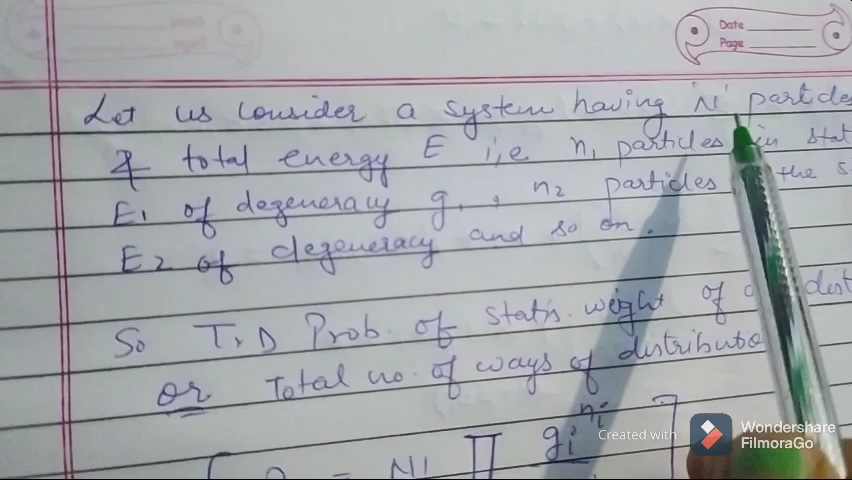 Date
Page
Let us consider a system having 'N' particles
& total energy E i,e n1 particles in stat
E1 of degeneracy g1, n2 particles the s
E2 of degeneracy and so on.
So T.D Prob. of statis. weight of dist
or Total no. of ways of distributio
gi ni
= N! Π
Created with Wondershare FilmoraGo